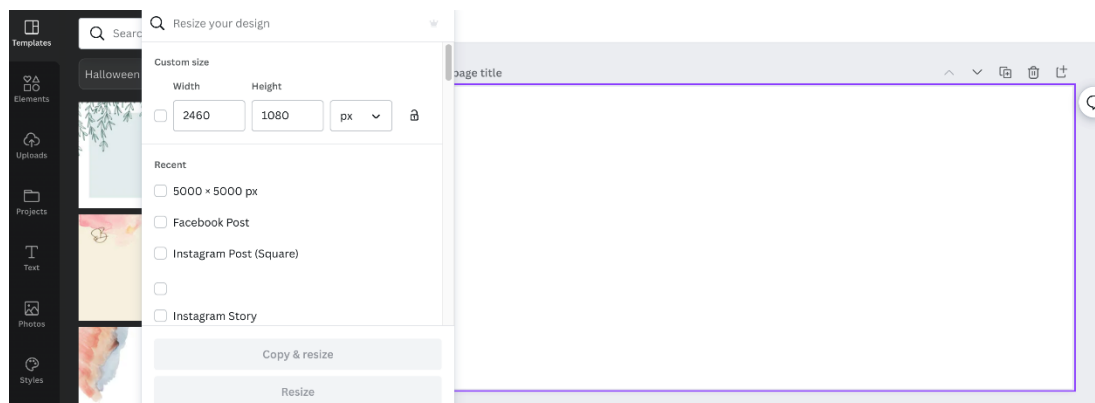 Templates
Elements
Uploads
Projects
Text
Photos
Styles
Halloween
Resize your design
Custom size
Width Height
2460 1080 px
Recent
5000 × 5000 px
Facebook Post
Instagram Post (Square)
Instagram Story
Copy & resize
Resize
page title